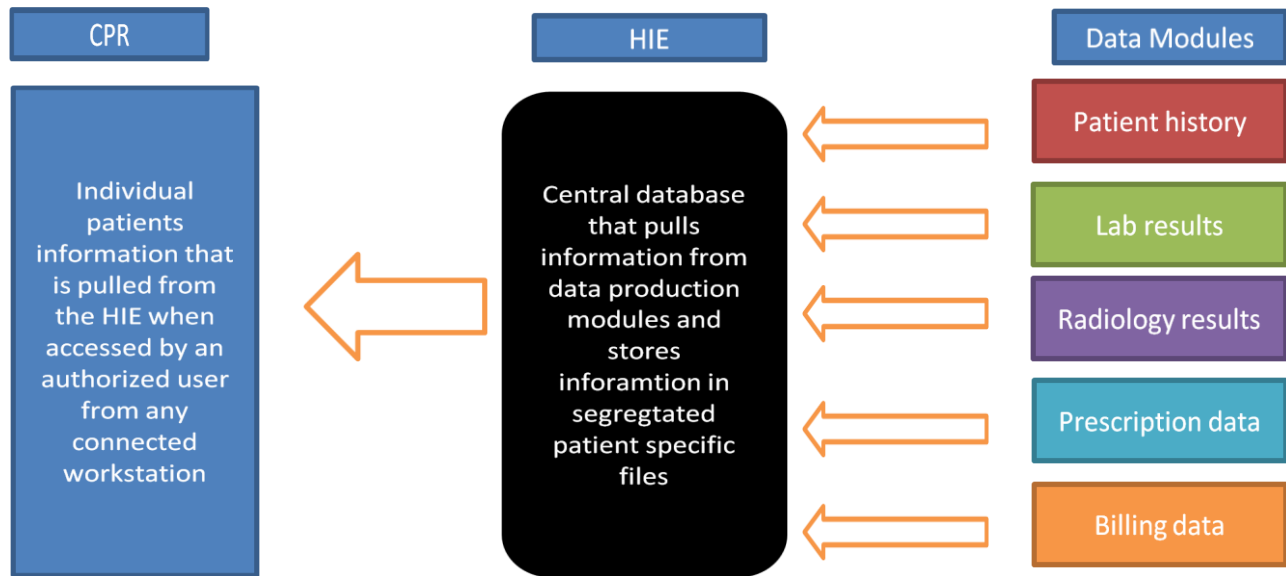 CPR
Individual
patients
information that
is pulled from
the HIE when
accessed by an
authorized user
from any
connected
workstation
HIE
Central database
that pulls
information from
data production
modules and
stores
inforamtion in
segregtated
patient specific
files
Data Modules
Patient history
Lab results
Radiology results
Prescription data
Billing data